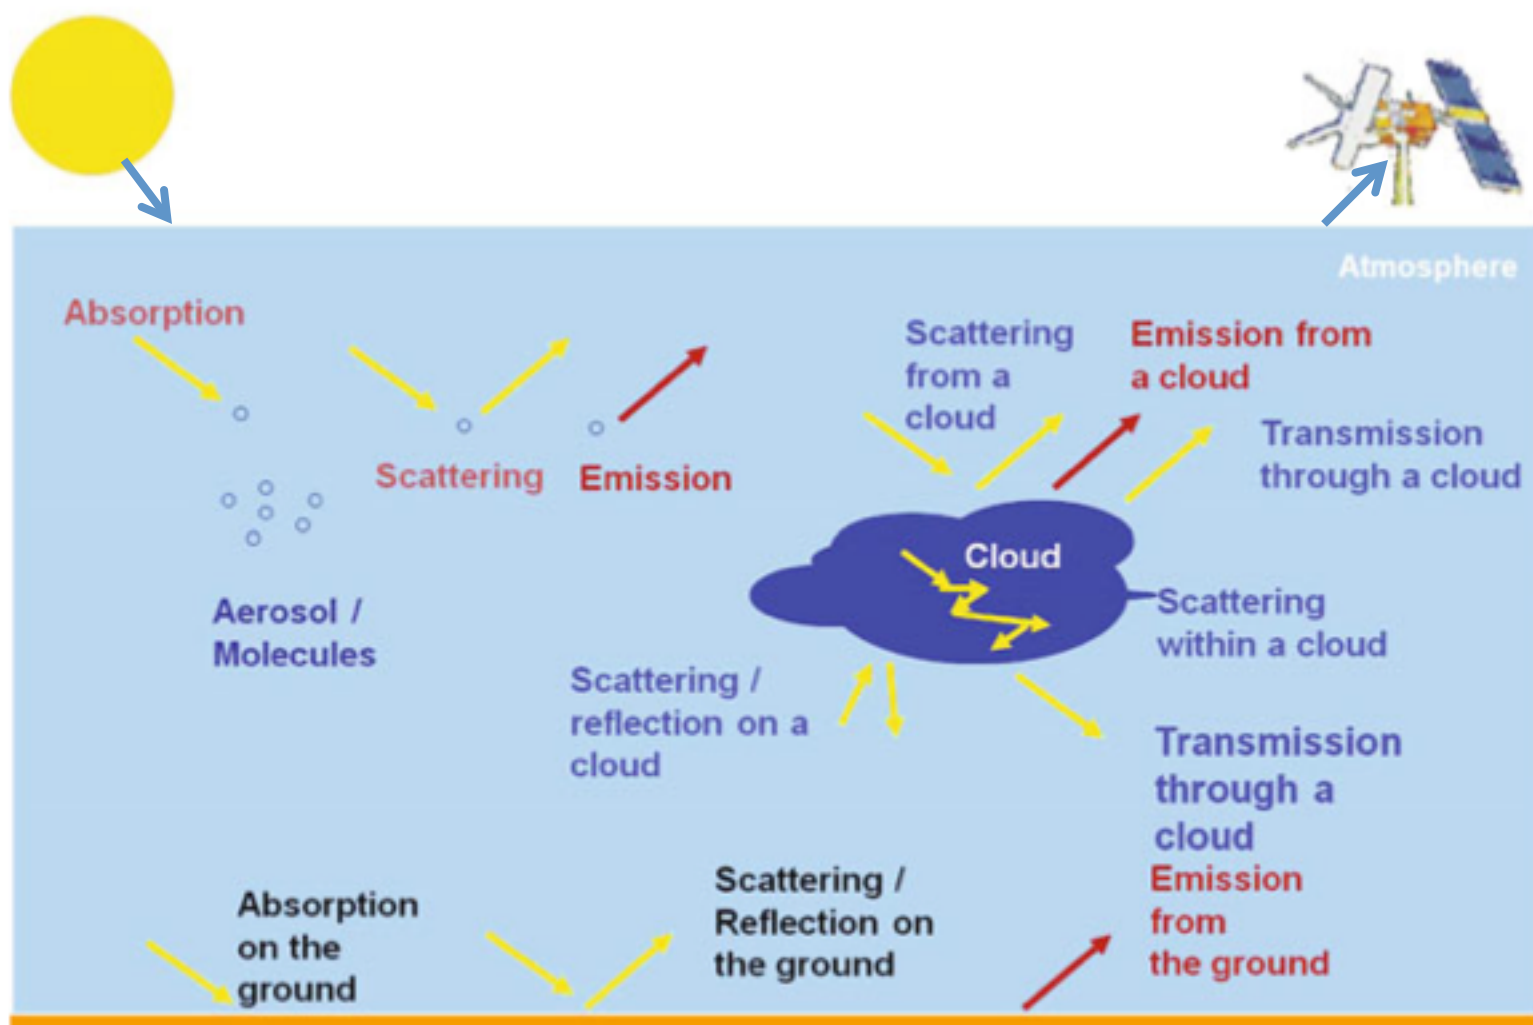 Atmosphere
Absorption
Scattering
Emission
Aerosol /
Molecules
Scattering
from a
cloud
Emission from
a cloud
Transmission
through a cloud
Cloud
Scattering
within a cloud
Scattering /
reflection on a
cloud
Transmission
through a
cloud
Absorption
on the
ground
Scattering /
Reflection on
the ground
Emission
from
the ground